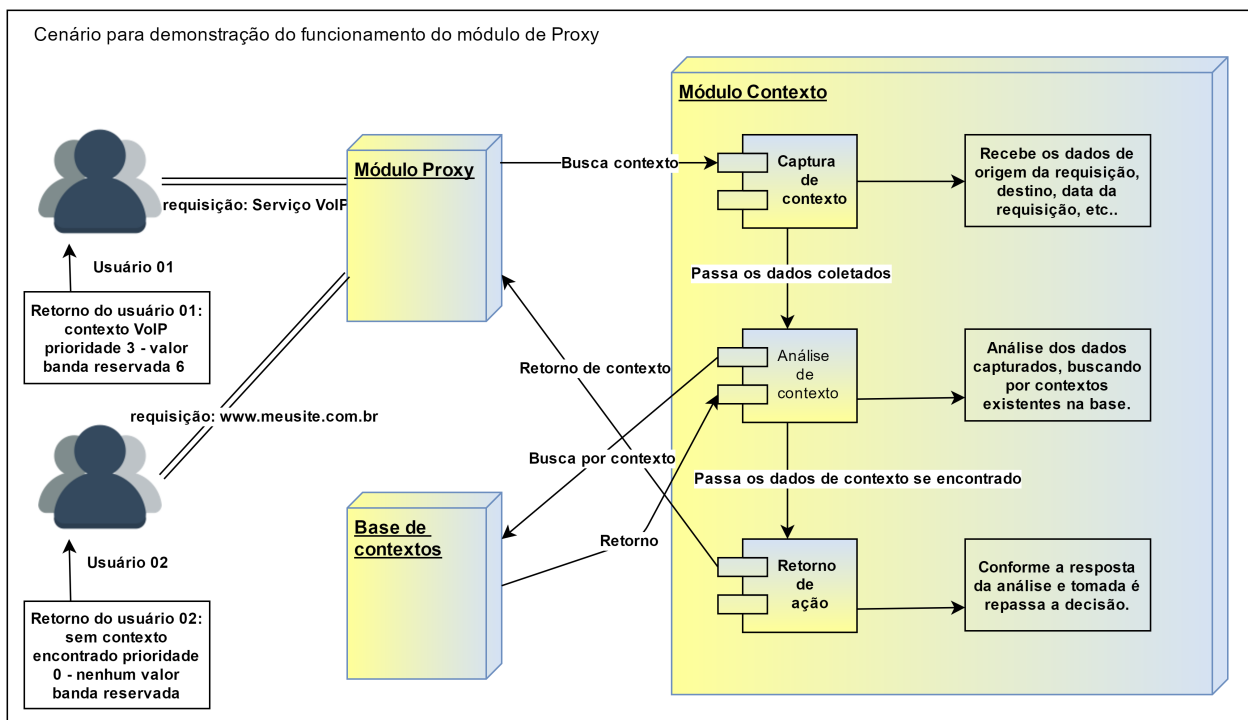 Cenário para demonstração do funcionamento do módulo de Proxy
Módulo Contexto
Módulo Proxy
Busca contexto
Captura
de
contexto
Recebe os dados de
origem da requisição,
destino, data da
requisição, etc..
requisição: Serviço VoIP
Usuário 01
Passa os dados coletados
Retorno do usuário 01:
contexto VoIP
prioridade 3 - valor
banda reservada 6
Retorno de contexto
Análise
de
contexto
Análise dos dados
capturados, buscando
por contextos
existentes na base.
requisição: www.meusite.com.br
Busca por contexto
Passa os dados de contexto se encontrado
Base de
contextos
Retorno
Usuário 02
Retorno
de
ação
Conforme a resposta
da análise e tomada é
repassa a decisão.
Retorno do usuário 02:
sem contexto
encontrado prioridade
0 - nenhum valor
banda reservada